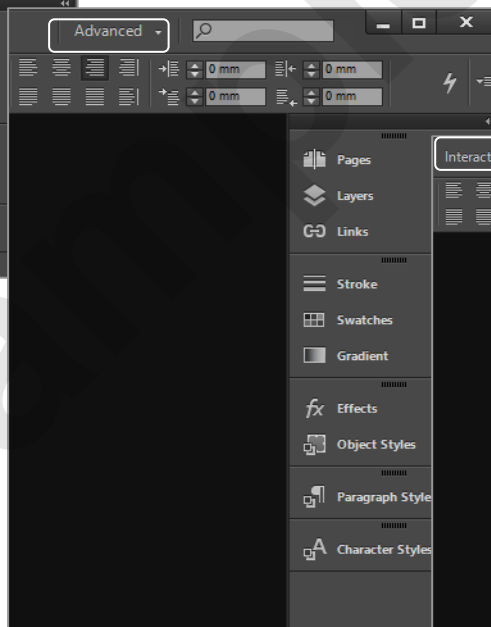 Advanced
0 mm 0 mm
0 mm 0 mm
Pages
Interact
Layers
Links
Stroke
Swatches
Gradient
fx Effects
Object Styles
Paragraph Style
A Character Styles